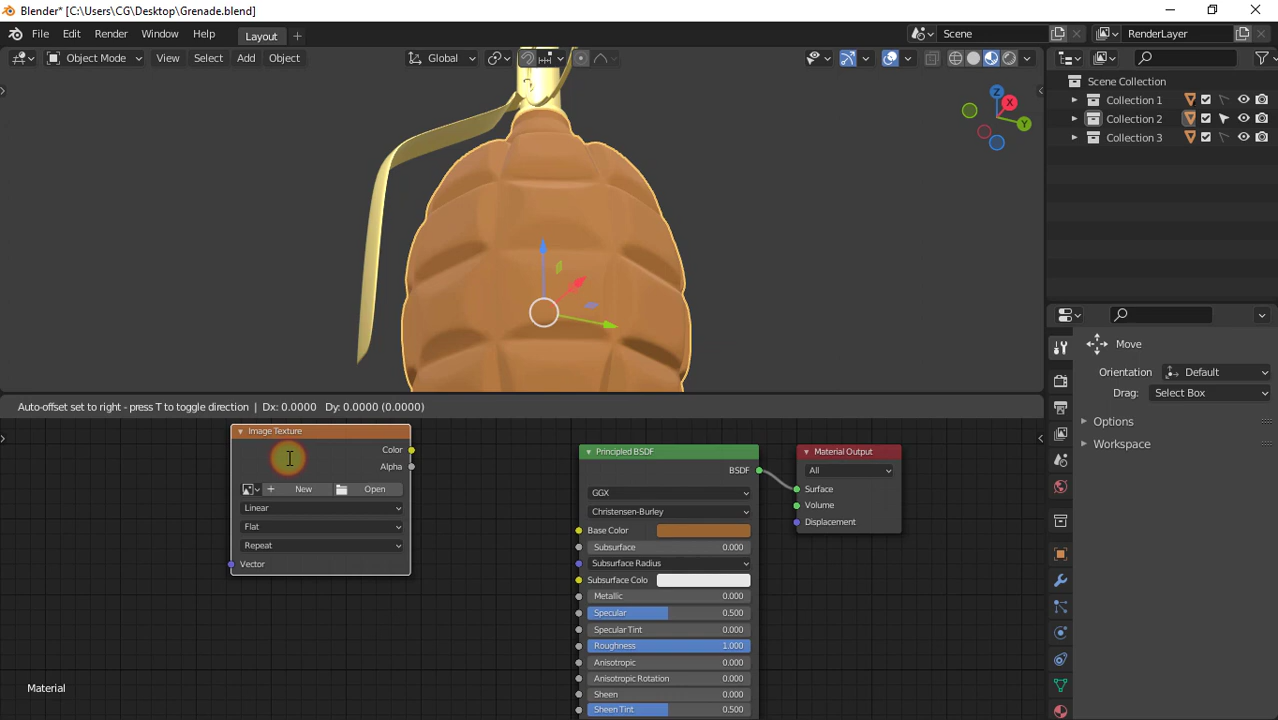 Blender* [C:\Users\CG\Desktop\Grenade.blend]
File Edit Render Window Help Layout + Scene RenderLayer
Object Mode View Select Add Object Global
Z
X
Y
Scene Collection
Collection 1
Collection 2
Collection 3
Move
Orientation Default
Drag: Select Box
Options
Workspace
Auto-offset set to right - press T to toggle direction | Dx: 0.0000 Dy: 0.0000 (0.0000)
Image Texture
Color
Alpha
+ New Open
Linear
Flat
Repeat
Vector
Principled BSDF
BSDF
GGX
Christensen-Burley
Base Color
Subsurface 0.000
Subsurface Radius
Subsurface Colo
Metallic 0.000
Specular 0.500
Specular Tint 0.000
Roughness 1.000
Anisotropic 0.000
Anisotropic Rotation 0.000
Sheen 0.000
Sheen Tint 0.500
Material Output
All
Surface
Volume
Displacement
Material